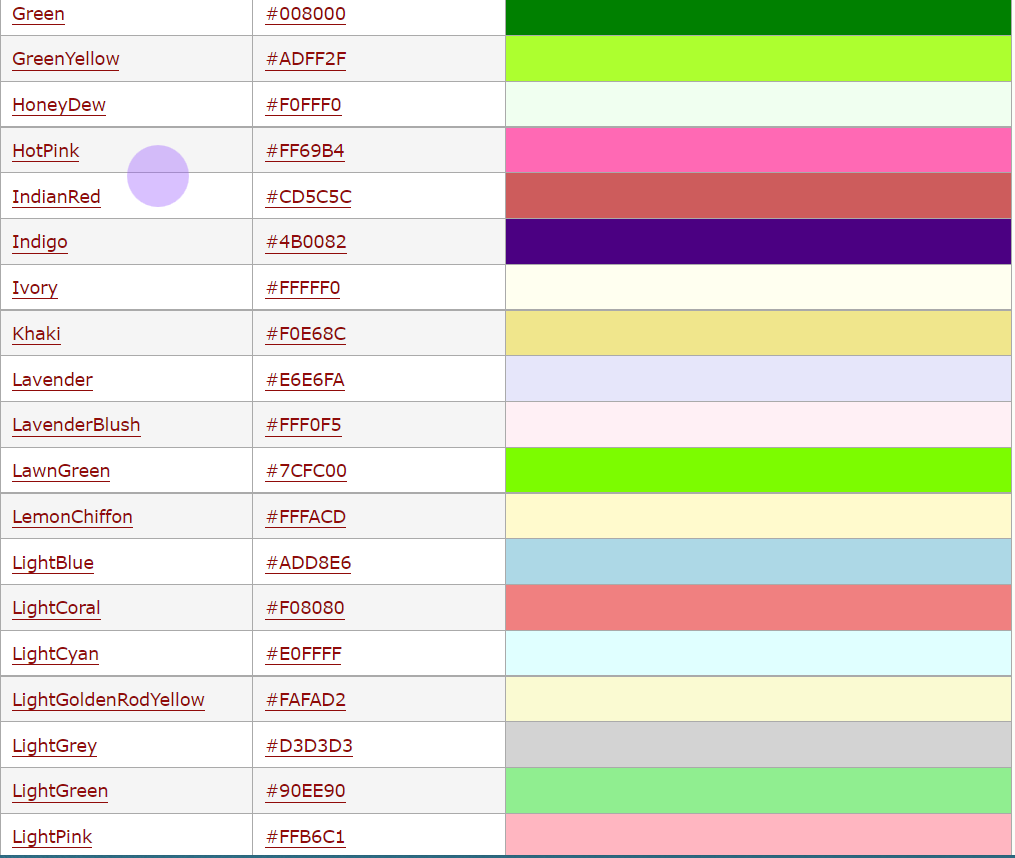 Green #008000
GreenYellow #ADFF2F
HoneyDew #F0FFF0
HotPink #FF69B4
IndianRed #CD5C5C
Indigo #4B0082
Ivory #FFFFF0
Khaki #F0E68C
Lavender #E6E6FA
LavenderBlush #FFF0F5
LawnGreen #7CFC00
LemonChiffon #FFFACD
LightBlue #ADD8E6
LightCoral #F08080
LightCyan #E0FFFF
LightGoldenRodYellow #FAFAD2
LightGrey #D3D3D3
LightGreen #90EE90
LightPink #FFB6C1